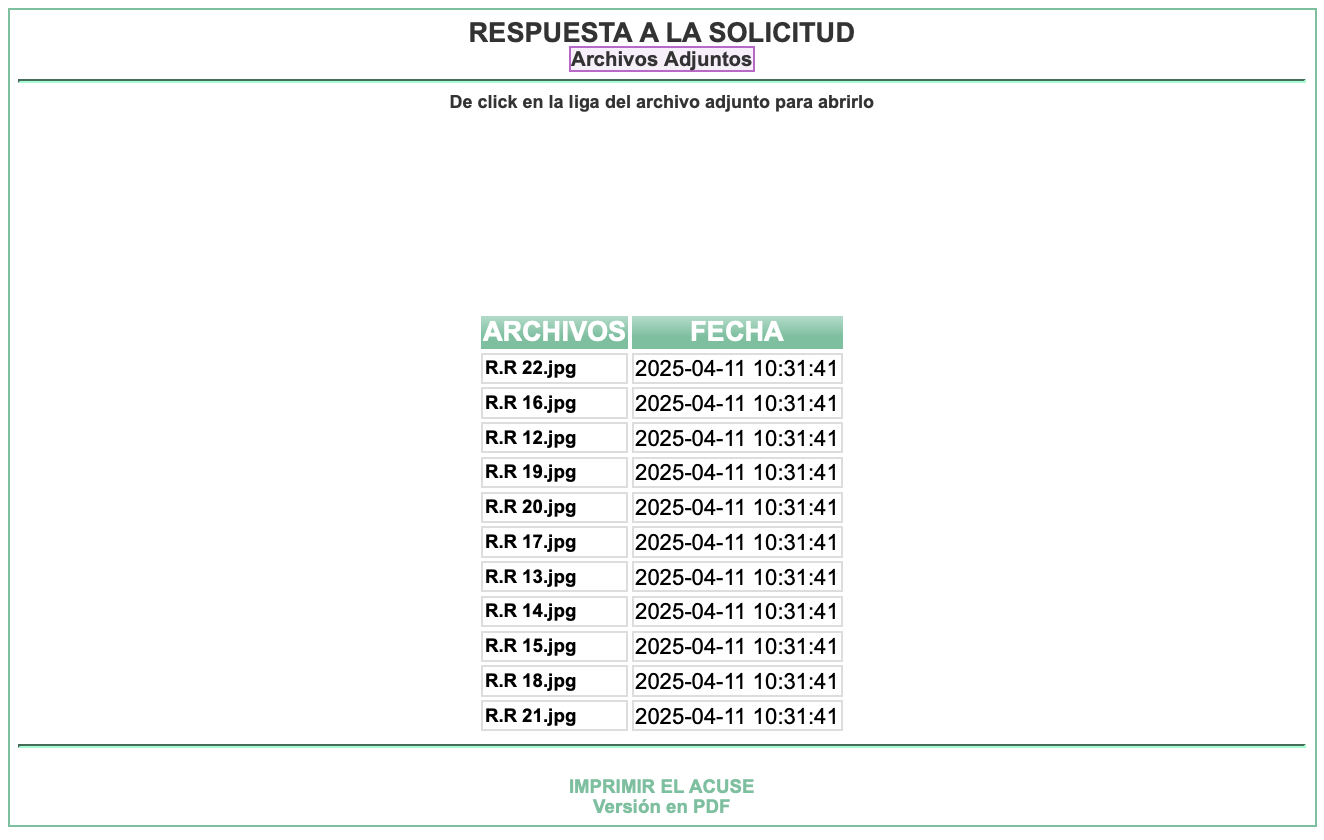 RESPUESTA A LA SOLICITUD
Archivos Adjuntos
De click en la liga del archivo adjunto para abrirlo
ARCHIVOS FECHA
R.R 22.jpg 2025-04-11 10:31:41
R.R 16.jpg 2025-04-11 10:31:41
R.R 12.jpg 2025-04-11 10:31:41
R.R 19.jpg 2025-04-11 10:31:41
R.R 20.jpg 2025-04-11 10:31:41
R.R 17.jpg 2025-04-11 10:31:41
R.R 13.jpg 2025-04-11 10:31:41
R.R 14.jpg 2025-04-11 10:31:41
R.R 15.jpg 2025-04-11 10:31:41
R.R 18.jpg 2025-04-11 10:31:41
R.R 21.jpg 2025-04-11 10:31:41
IMPRIMIR EL ACUSE
Versión en PDF